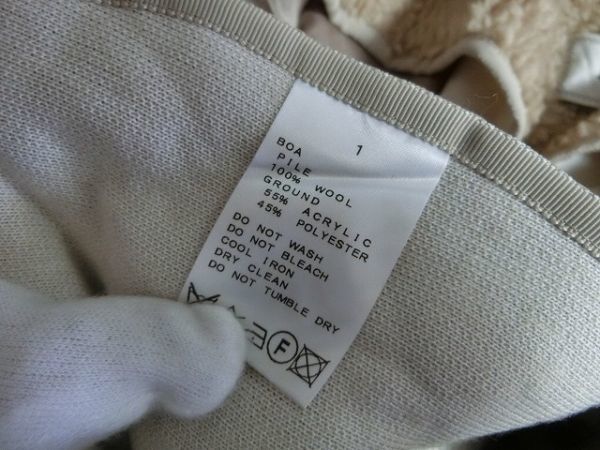 BOA 1
PILE WOOL
100%
GROUND
55% ACRYLIC
45% POLYESTER
DO NOT WASH
DO NOT BLEACH
COOL IRON
DRY CLEAN
DO NOT TUMBLE DRY
F